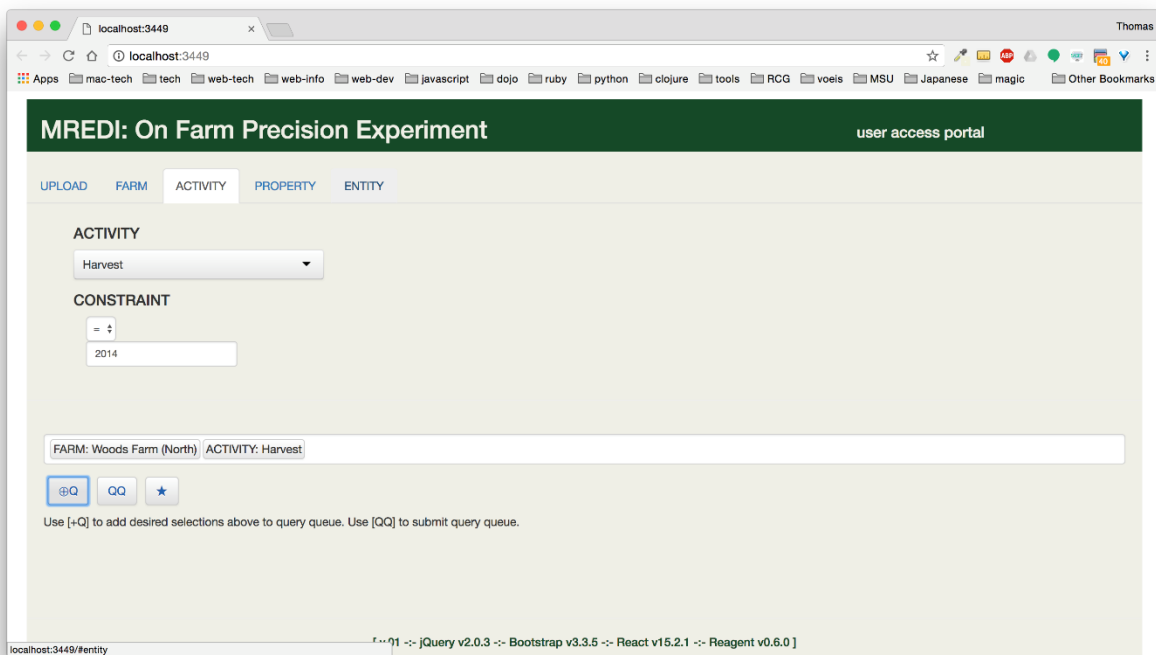 localhost:3449
Thomas
localhost:3449
ABP
40
Apps mac-tech tech web-tech web-info web-dev javascript dojo ruby python clojure tools RCG voeis MSU Japanese magic Other Bookmarks
MREDI: On Farm Precision Experiment
user access portal
UPLOAD FARM ACTIVITY PROPERTY ENTITY
ACTIVITY
Harvest
CONSTRAINT
=
2014
FARM: Woods Farm (North) ACTIVITY: Harvest
⊕Q QQ ★
Use [+Q] to add desired selections above to query queue. Use [QQ] to submit query queue.
01 -:- jQuery v2.0.3 -:- Bootstrap v3.3.5 -:- React v15.2.1 -:- Reagent v0.6.0 ]
localhost:3449/#entity